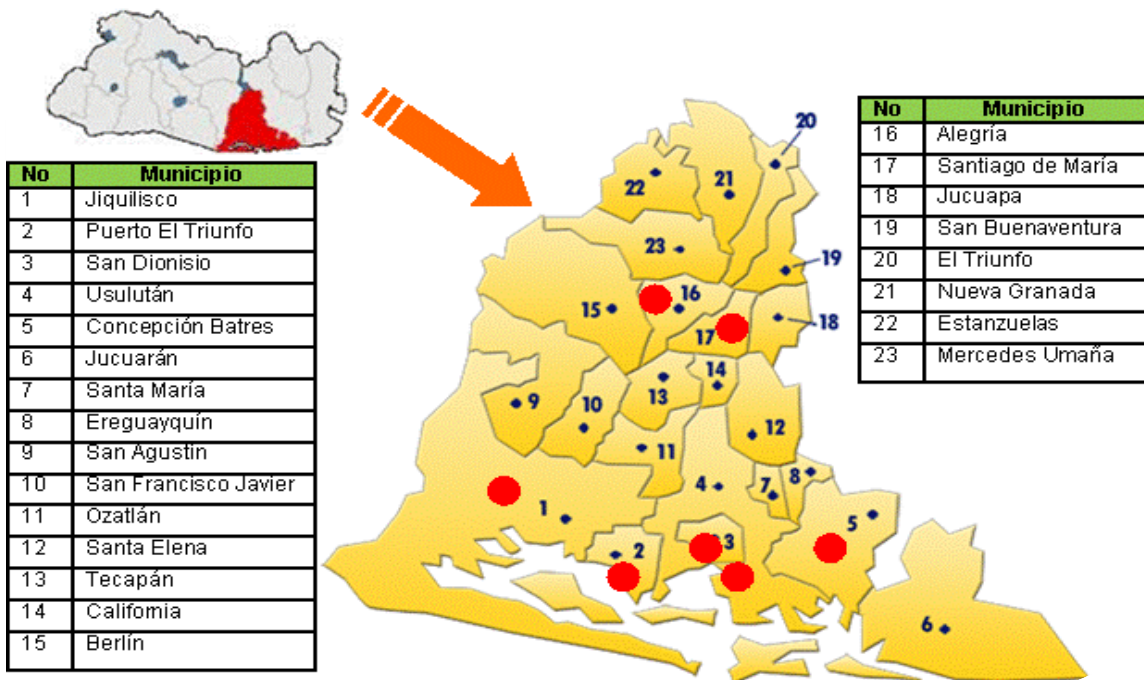 No Municipio
1 Jiquilisco
2 Puerto El Triunfo
3 San Dionisio
4 Usulután
5 Concepción Batres
6 Jucuarán
7 Santa María
8 Ereguayquín
9 San Agustin
10 San Francisco Javier
11 Ozatlán
12 Santa Elena
13 Tecapán
14 California
15 Berlín
No Municipio
16 Alegría
17 Santiago de María
18 Jucuapa
19 San Buenaventura
20 El Triunfo
21 Nueva Granada
22 Estanzuelas
23 Mercedes Umaña
20
22
21
23
19
16
15
18
17
14
13
9
10
12
11
8
4
7
5
1
3
2
6